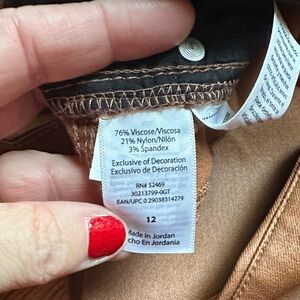 76% Viscose/Viscosa
21% Nylon/Nilón
3% Spandex
Exclusive of Decoration
Exclusivo de Decoración
RN# 52469
30213799-0GT
EAN/UPC 0 29038314279
12
Made In Jordan
cho En Jordania